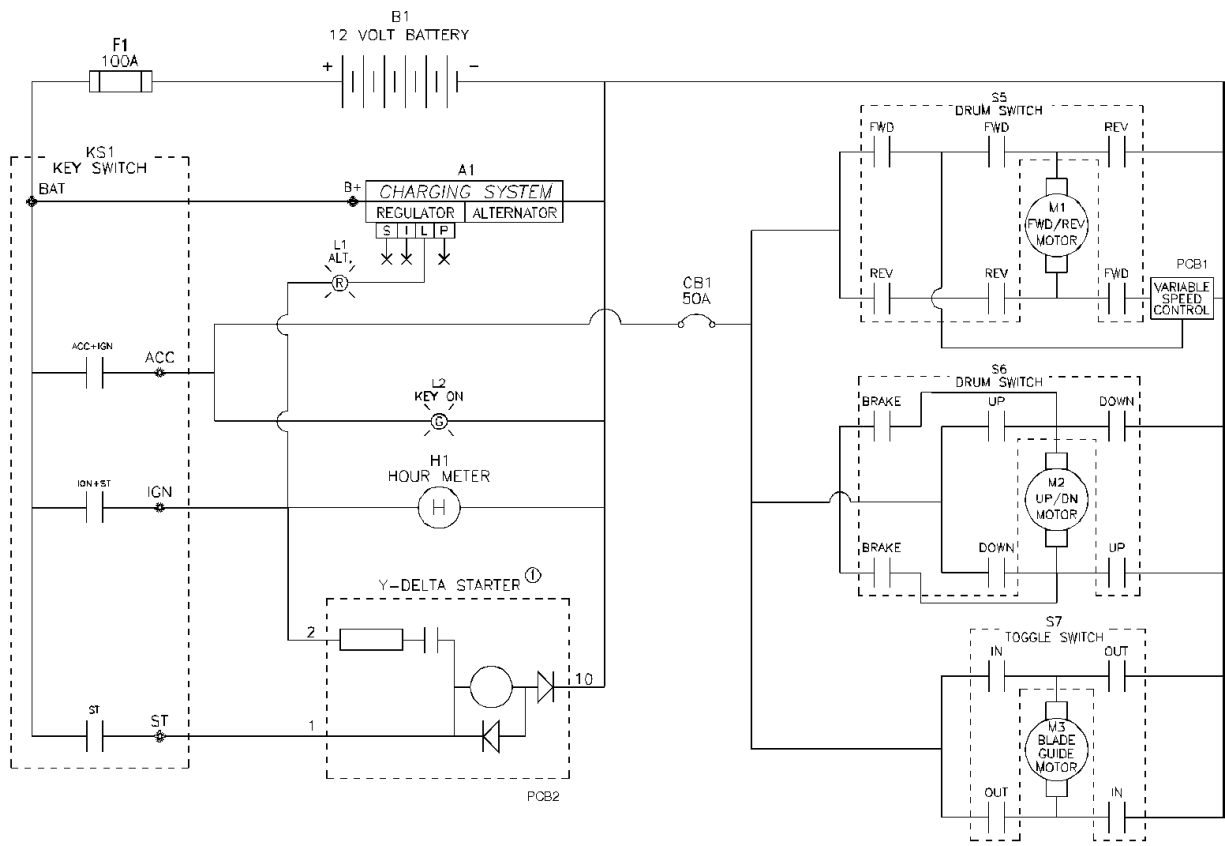 B1
12 VOLT BATTERY
F1
100A
+
-
KS1
KEY SWITCH
BAT
B+
A1
CHARGING SYSTEM
REGULATOR
ALTERNATOR
S
I
L
P
L1
ALT.
R
CB1
50A
ACC+IGN
ACC
L2
KEY ON
G
H1
HOUR METER
H
IGN+ST
IGN
Y-DELTA STARTER ①
2
10
ST
ST
1
PCB2
S5
DRUM SWITCH
FWD
FWD
REV
M1
FWD/REV
MOTOR
PCB1
REV
REV
FWD
VARIABLE
SPEED
CONTROL
S6
DRUM SWITCH
BRAKE
UP
DOWN
M2
UP/DN
MOTOR
BRAKE
DOWN
UP
S7
TOGGLE SWITCH
IN
OUT
M3
BLADE
GUIDE
MOTOR
OUT
IN